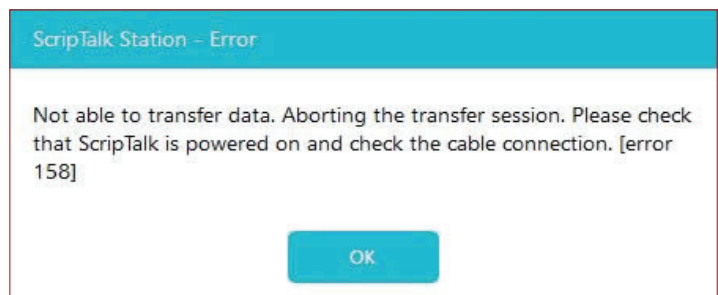 ScripTalk Station – Error
Not able to transfer data. Aborting the transfer session. Please check
that ScripTalk is powered on and check the cable connection. [error
158]
OK